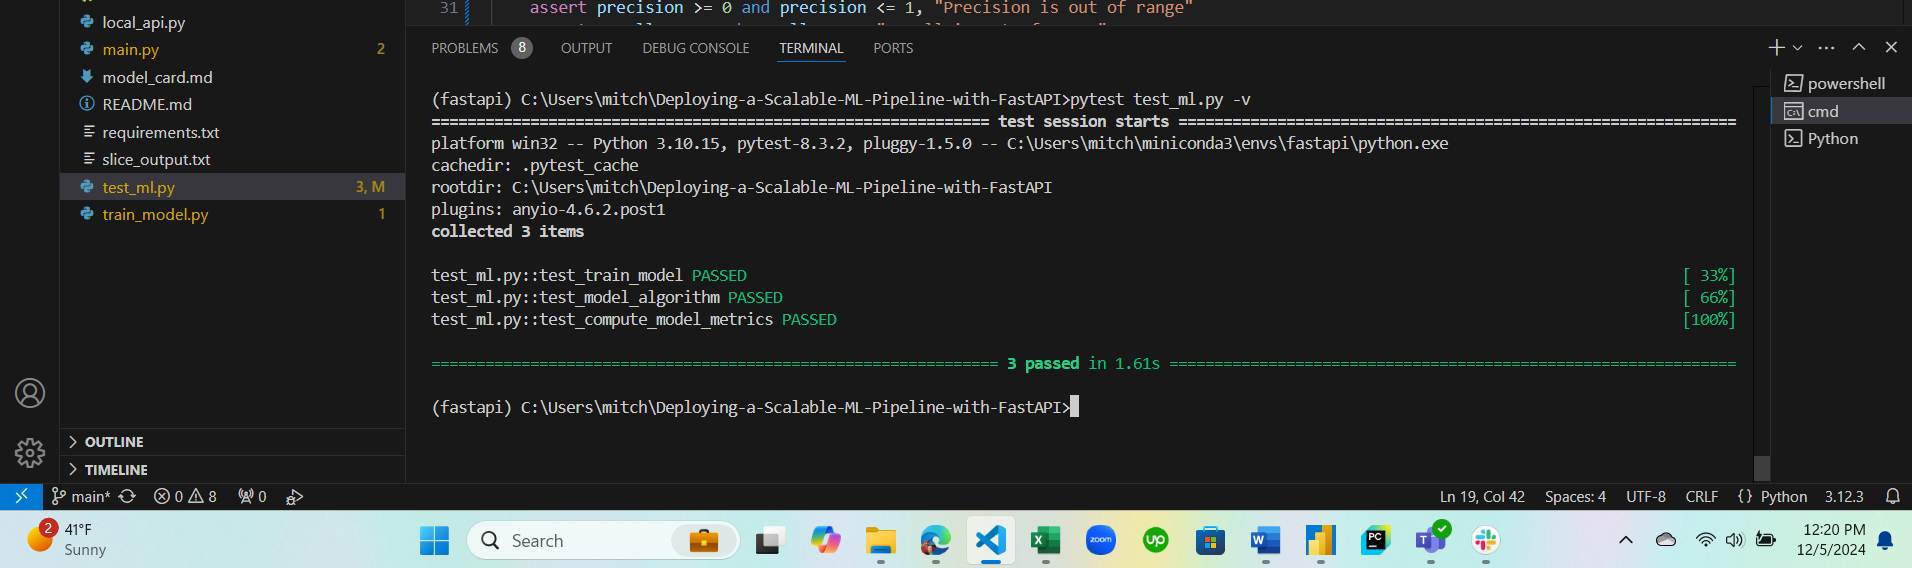 local_api.py
main.py 2
model_card.md
README.md
requirements.txt
slice_output.txt
test_ml.py 3, M
train_model.py 1
OUTLINE
TIMELINE
31 assert precision >= 0 and precision <= 1, "Precision is out of range"
PROBLEMS 8 OUTPUT DEBUG CONSOLE TERMINAL PORTS
(fastapi) C:\Users\mitch\Deploying-a-Scalable-ML-Pipeline-with-FastAPI>pytest test_ml.py -v
============================================================== test session starts ==============================================================
platform win32 -- Python 3.10.15, pytest-8.3.2, pluggy-1.5.0 -- C:\Users\mitch\miniconda3\envs\fastapi\python.exe
cachedir: .pytest_cache
rootdir: C:\Users\mitch\Deploying-a-Scalable-ML-Pipeline-with-FastAPI
plugins: anyio-4.6.2.post1
collected 3 items
test_ml.py::test_train_model PASSED [ 33%]
test_ml.py::test_model_algorithm PASSED [ 66%]
test_ml.py::test_compute_model_metrics PASSED [100%]
=============================================================== 3 passed in 1.61s ===============================================================
(fastapi) C:\Users\mitch\Deploying-a-Scalable-ML-Pipeline-with-FastAPI>
powershell
cmd
Python
main* 0 8 0 Ln 19, Col 42 Spaces: 4 UTF-8 CRLF {} Python 3.12.3
2 41°F
Sunny
Search
zoom
up
W
PC
T
12:20 PM
12/5/2024